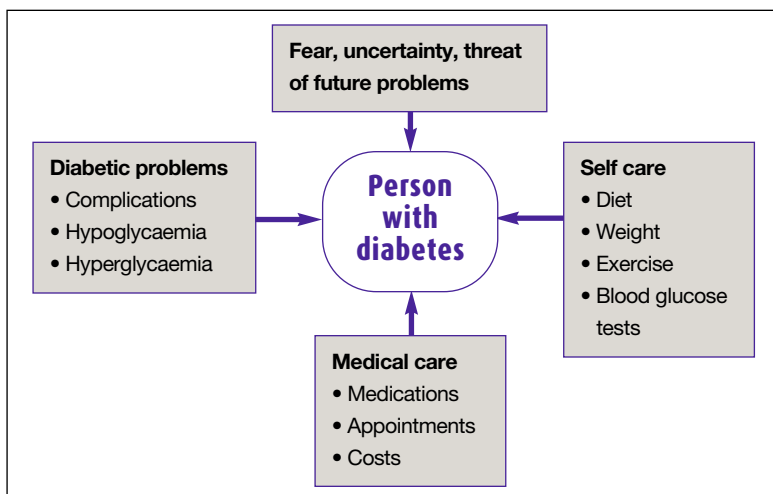 Fear, uncertainty, threat
of future problems
Diabetic problems
• Complications
• Hypoglycaemia
• Hyperglycaemia
Person
with
diabetes
Self care
• Diet
• Weight
• Exercise
• Blood glucose
tests
Medical care
• Medications
• Appointments
• Costs